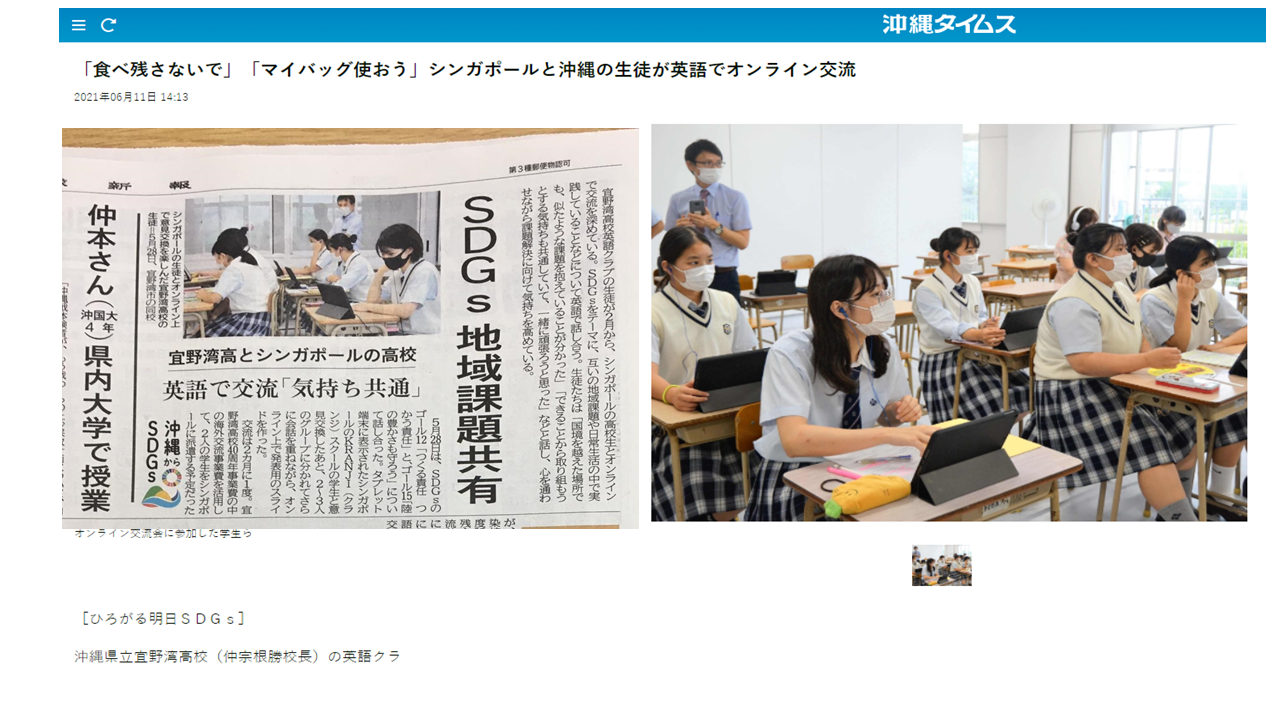 沖縄タイムス
「食べ残さないで」「マイバッグ使おう」シンガポールと沖縄の生徒が英語でオンライン交流
2021年06月11日 14:13
第3種郵便物認可
新報
宜野湾高校英語クラブの生徒が2月から、シンガポールの高校生とオンライン
で交流を深めている。SDGsをテーマに、互いの地域課題や日常生活の中で実
践していることなどについて英語で話し合う。生徒たちは「国境を越えた場所で
も、似たような課題を抱えていることが分かった」「できることから取り組もう
とする気持ちも共通していて、一緒に頑張ろうと思った」などと話し、心を通わ
せながら課題解決に向けて気持ちを高めている。
SDGs 地域課題共有
シンガポールの生徒とオンライン上
で意見交換を楽しんだ宜野湾高校の
生徒=5月28日、宜野湾市の同校
宜野湾高とシンガポールの高校
英語で交流「気持ち共通」
5月28日は、SDGsの
ゴール12「つくる責任 つ
かう責任」とゴール15「陸
の豊かさも守ろう」につい
て話し合った。タブレット
端末に表示されたシンガポ
ールのKRANJI(クラ
ンジ)スクールの学生と意
見交換したあと、2~3人
のグループに分かれてさら
に会話を重ねながら、オン
ライン上で発表用のスライ
ドを作った。
交流は2カ月に1度。宜
野湾高校40周年事業費の中
の海外交流事業費を活用し
て、2人の学生をシンガポ
ールに派遣する予定だった
沖縄から
SDGs
仲本さん(沖国大4年)県内大学で授業
オンライン交流会に参加した学生ら
［ひろがる明日ＳＤＧｓ］
沖縄県立宜野湾高校（仲宗根勝校長）の英語クラ